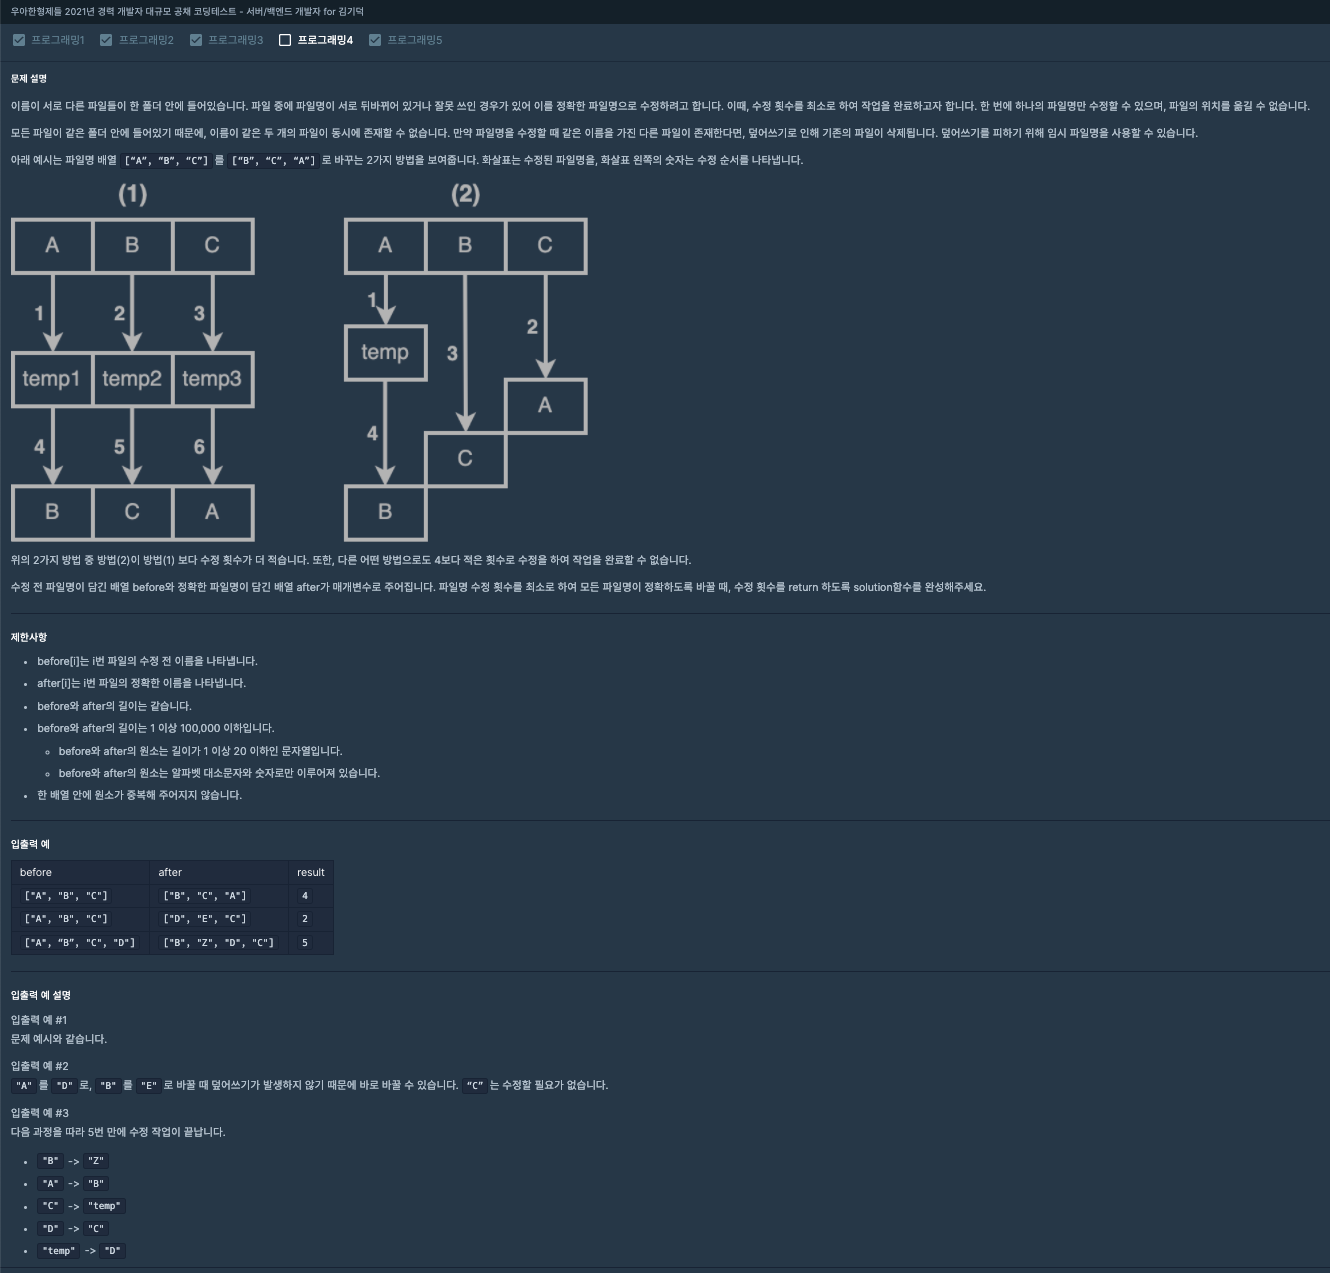 우아한형제들 2021년 경력 개발자 대규모 공채 코딩테스트 - 서버/백엔드 개발자 for 김기덕
프로그래밍1 프로그래밍2 프로그래밍3 프로그래밍4 프로그래밍5
문제 설명
이름이 서로 다른 파일들이 한 폴더 안에 들어있습니다. 파일 중에 파일명이 서로 뒤바뀌어 있거나 잘못 쓰인 경우가 있어 이를 정확한 파일명으로 수정하려고 합니다. 이때, 수정 횟수를 최소로 하여 작업을 완료하고자 합니다. 한 번에 하나의 파일명만 수정할 수 있으며, 파일의 위치를 옮길 수 없습니다.
모든 파일이 같은 폴더 안에 들어있기 때문에, 이름이 같은 두 개의 파일이 동시에 존재할 수 없습니다. 만약 파일명을 수정할 때 같은 이름을 가진 다른 파일이 존재한다면, 덮어쓰기로 인해 기존의 파일이 삭제됩니다. 덮어쓰기를 피하기 위해 임시 파일명을 사용할 수 있습니다.
아래 예시는 파일명 배열 [“A”, “B”, “C”] 를 [“B”, “C”, “A”] 로 바꾸는 2가지 방법을 보여줍니다. 화살표는 수정된 파일명을, 화살표 왼쪽의 숫자는 수정 순서를 나타냅니다.
(1)
A B C
1 2 3
temp1 temp2 temp3
4 5 6
B C A
(2)
A B C
1
2
temp
3
A
4
C
B
위의 2가지 방법 중 방법(2)이 방법(1) 보다 수정 횟수가 더 적습니다. 또한, 다른 어떤 방법으로도 4보다 적은 횟수로 수정을 하여 작업을 완료할 수 없습니다.
수정 전 파일명이 담긴 배열 before와 정확한 파일명이 담긴 배열 after가 매개변수로 주어집니다. 파일명 수정 횟수를 최소로 하여 모든 파일명이 정확하도록 바꿀 때, 수정 횟수를 return 하도록 solution함수를 완성해주세요.
제한사항
• before[i]는 i번 파일의 수정 전 이름을 나타냅니다.
• after[i]는 i번 파일의 정확한 이름을 나타냅니다.
• before와 after의 길이는 같습니다.
• before와 after의 길이는 1 이상 100,000 이하입니다.
◦ before와 after의 원소는 길이가 1 이상 20 이하인 문자열입니다.
◦ before와 after의 원소는 알파벳 대소문자와 숫자로만 이루어져 있습니다.
• 한 배열 안에 원소가 중복해 주어지지 않습니다.
입출력 예
before after result
["A", "B", "C"] ["B", "C", "A"] 4
["A", "B", "C"] ["D", "E", "C"] 2
["A", “B”, "C", "D"] ["B", "Z", "D", "C"] 5
입출력 예 설명
입출력 예 #1
문제 예시와 같습니다.
입출력 예 #2
"A" 를 "D" 로, "B" 를 "E" 로 바꿀 때 덮어쓰기가 발생하지 않기 때문에 바로 바꿀 수 있습니다. “C” 는 수정할 필요가 없습니다.
입출력 예 #3
다음 과정을 따라 5번 만에 수정 작업이 끝납니다.
• "B" -> "Z"
• "A" -> "B"
• "C" -> "temp"
• "D" -> "C"
• "temp" -> "D"